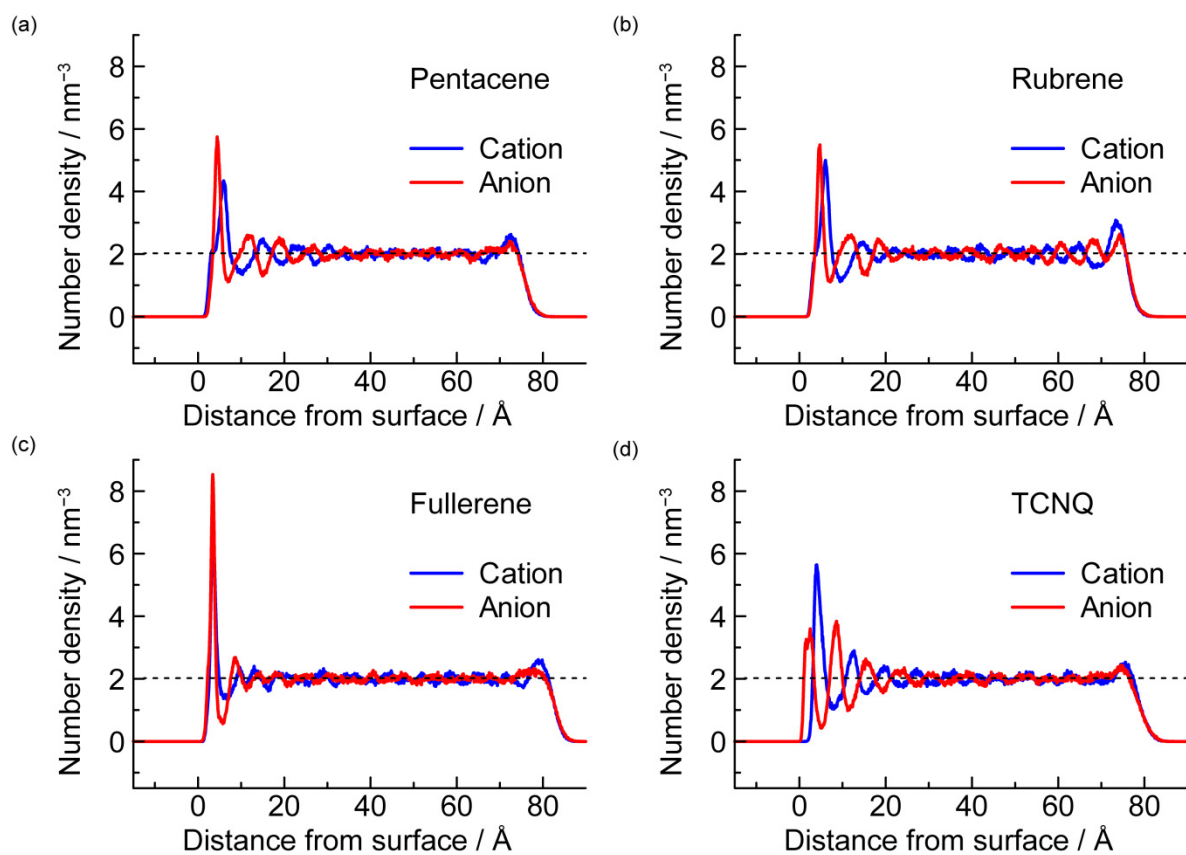 (a)
Number density / nm⁻³
8
6
4
2
0
Pentacene
Cation
Anion
0 20 40 60 80
Distance from surface / Å
(b)
Number density / nm⁻³
8
6
4
2
0
Rubrene
Cation
Anion
0 20 40 60 80
Distance from surface / Å
(c)
Number density / nm⁻³
8
6
4
2
0
Fullerene
Cation
Anion
0 20 40 60 80
Distance from surface / Å
(d)
Number density / nm⁻³
8
6
4
2
0
TCNQ
Cation
Anion
0 20 40 60 80
Distance from surface / Å